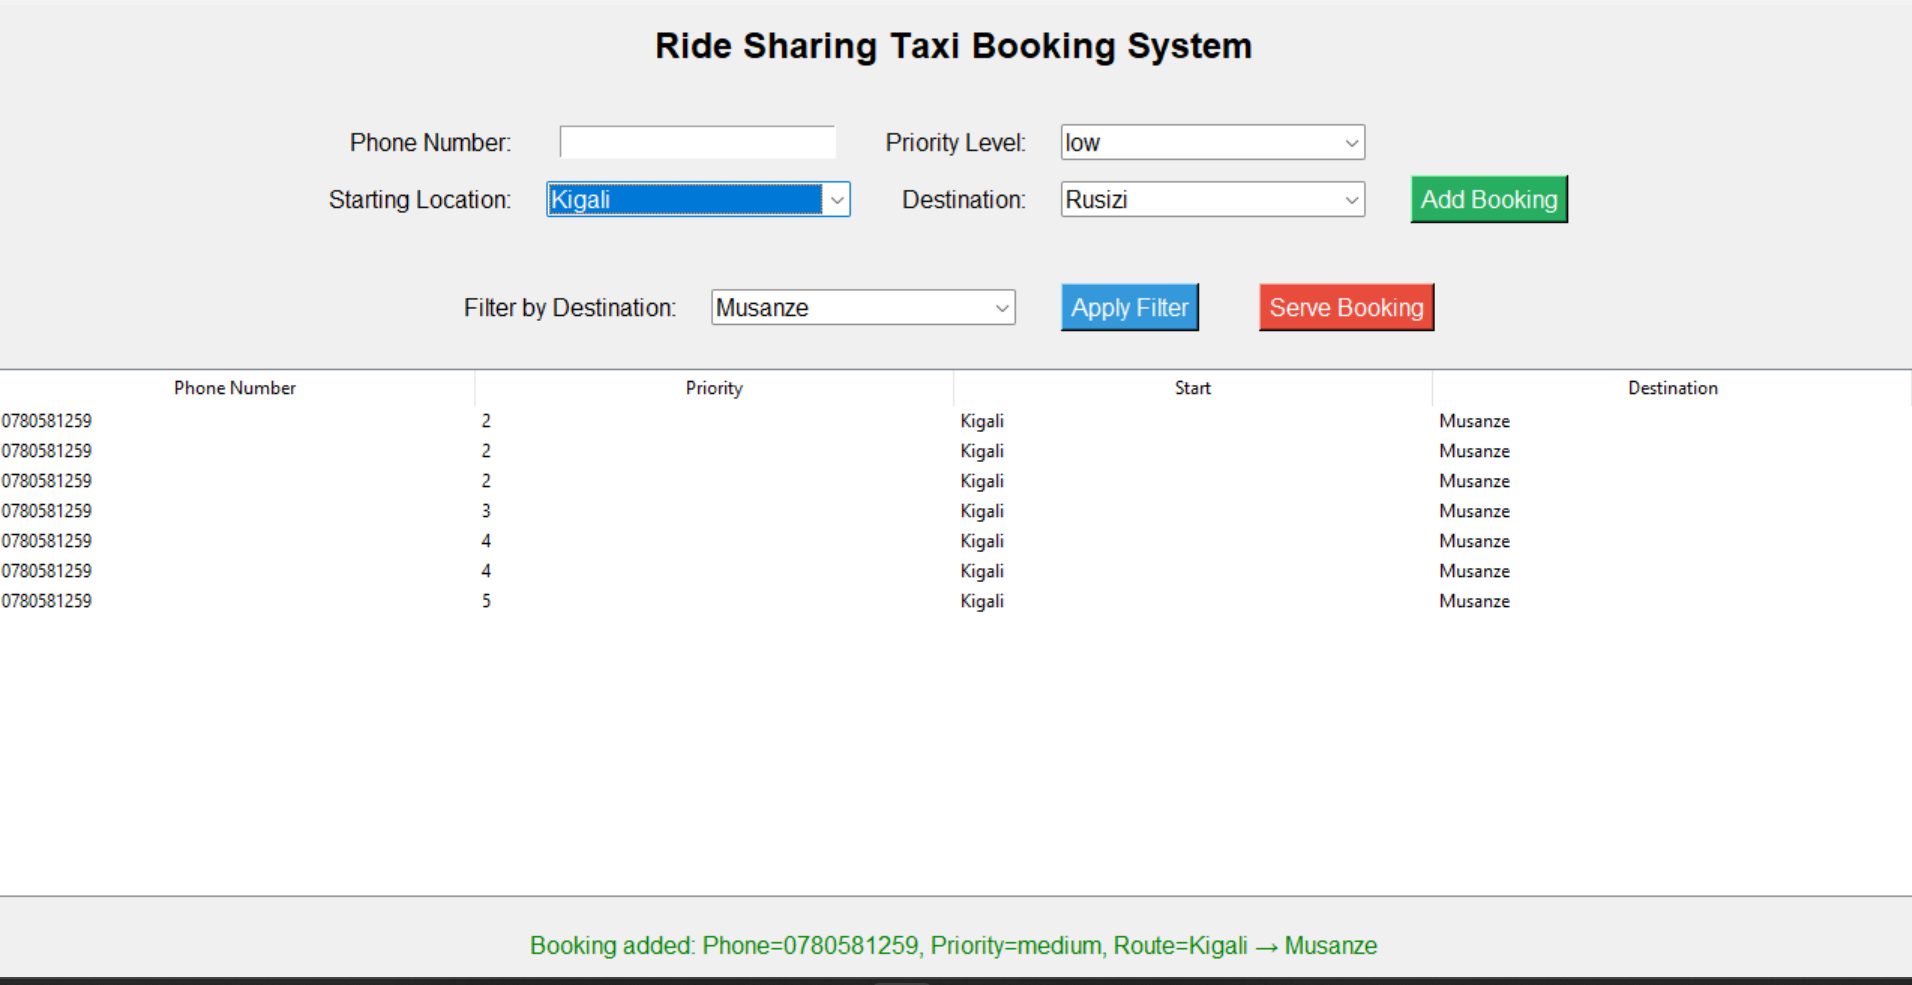 Ride Sharing Taxi Booking System
Phone Number: Priority Level: low
Starting Location: Kigali Destination: Rusizi Add Booking
Filter by Destination: Musanze Apply Filter Serve Booking
Phone Number Priority Start Destination
0780581259 2 Kigali Musanze
0780581259 2 Kigali Musanze
0780581259 2 Kigali Musanze
0780581259 3 Kigali Musanze
0780581259 4 Kigali Musanze
0780581259 4 Kigali Musanze
0780581259 5 Kigali Musanze
Booking added: Phone=0780581259, Priority=medium, Route=Kigali → Musanze